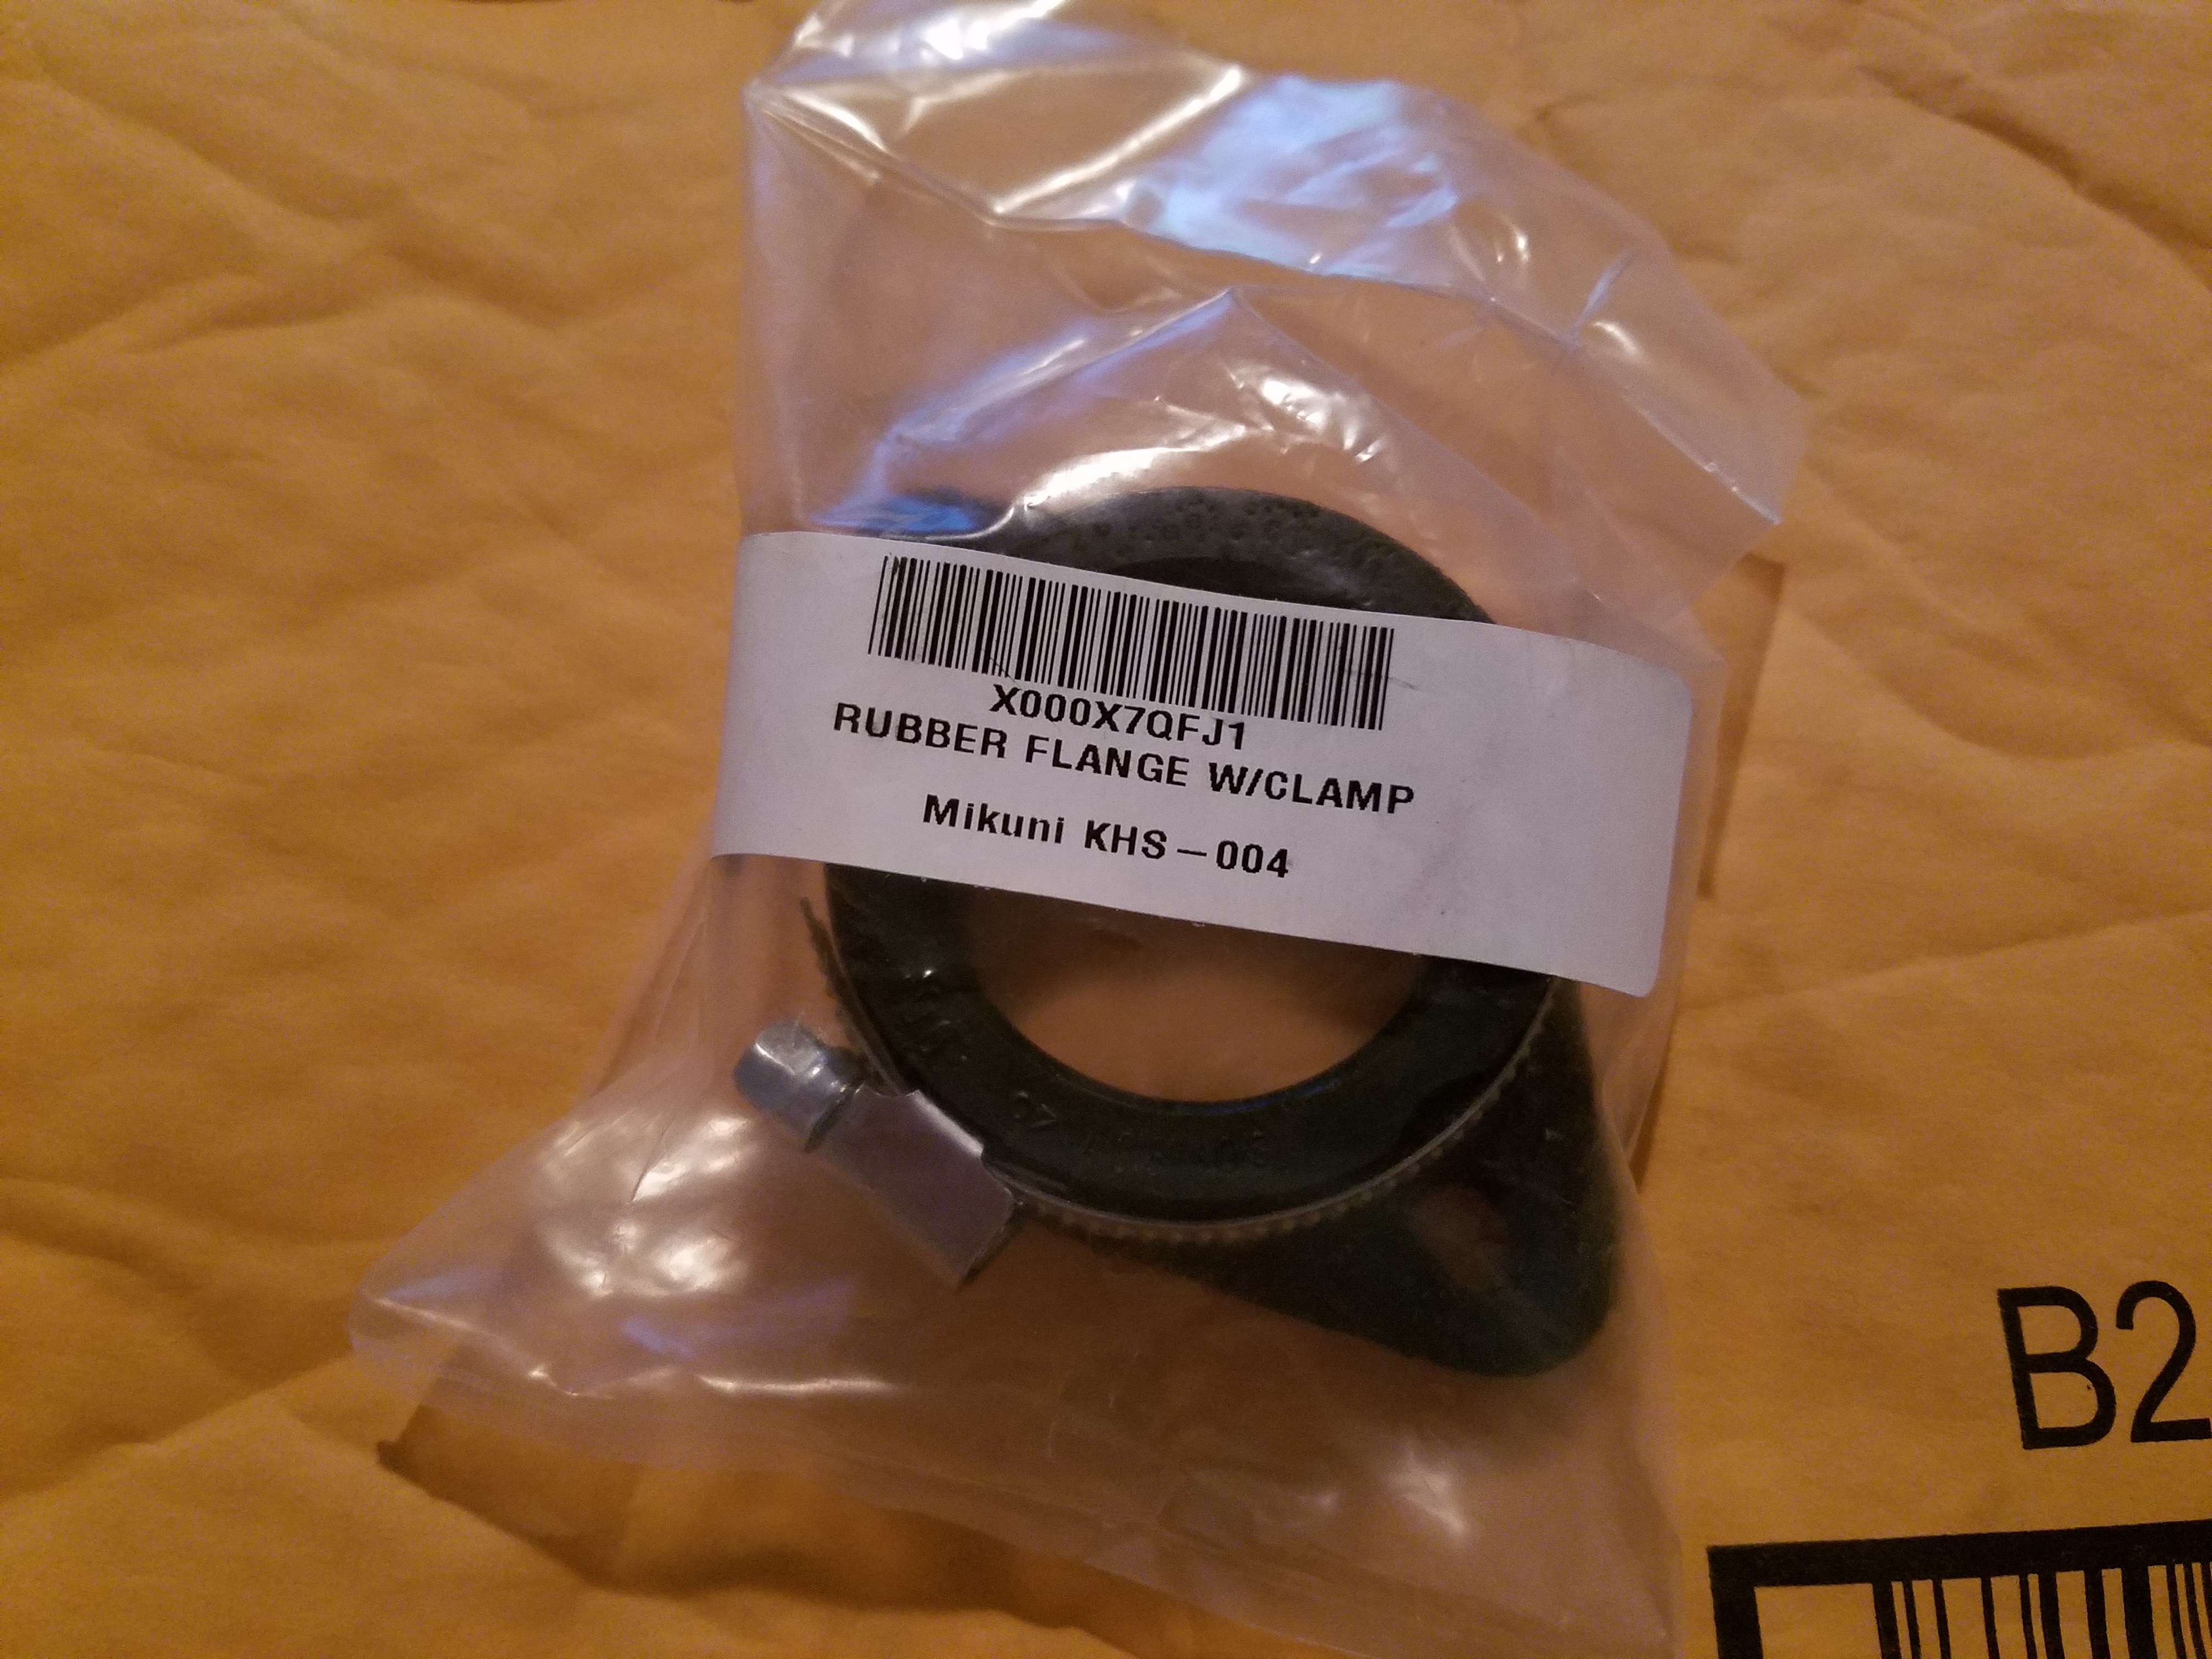 X000X7QFJ1
RUBBER FLANGE W/CLAMP
Mikuni KHS-004
B2